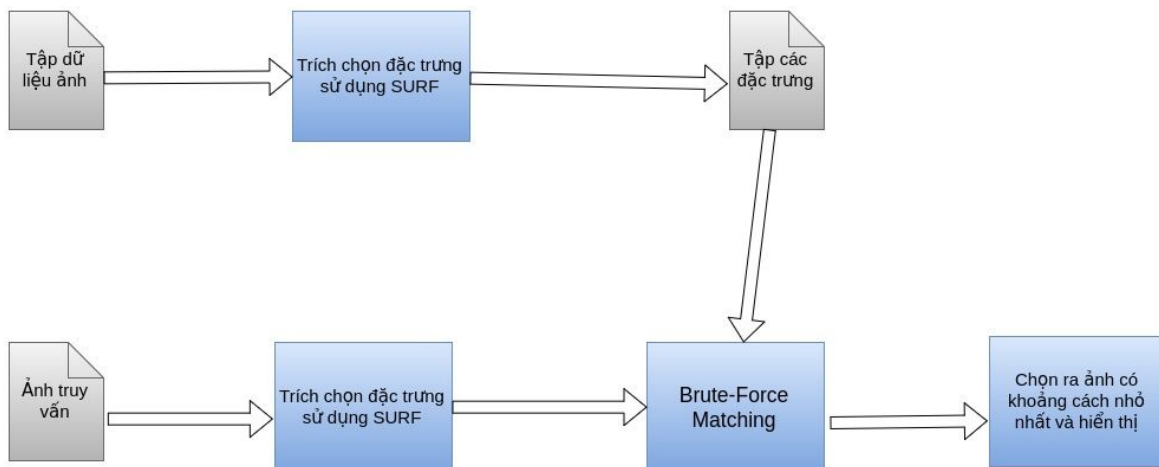 Tập dữ
liệu ảnh
Trích chọn đặc trưng
sử dụng SURF
Tập các
đặc trưng
Ảnh truy
vấn
Trích chọn đặc trưng
sử dụng SURF
Brute-Force
Matching
Chọn ra ảnh có
khoảng cách nhỏ
nhất và hiển thị